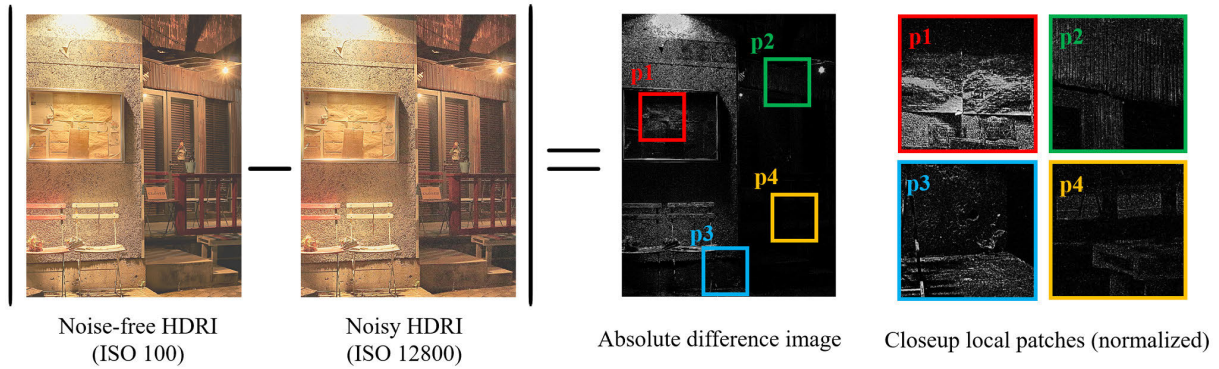 p1
p2
p3
p4
p1
p2
p3
p4
Noise-free HDRI
(ISO 100)
Noisy HDRI
(ISO 12800)
Absolute difference image
Closeup local patches (normalized)